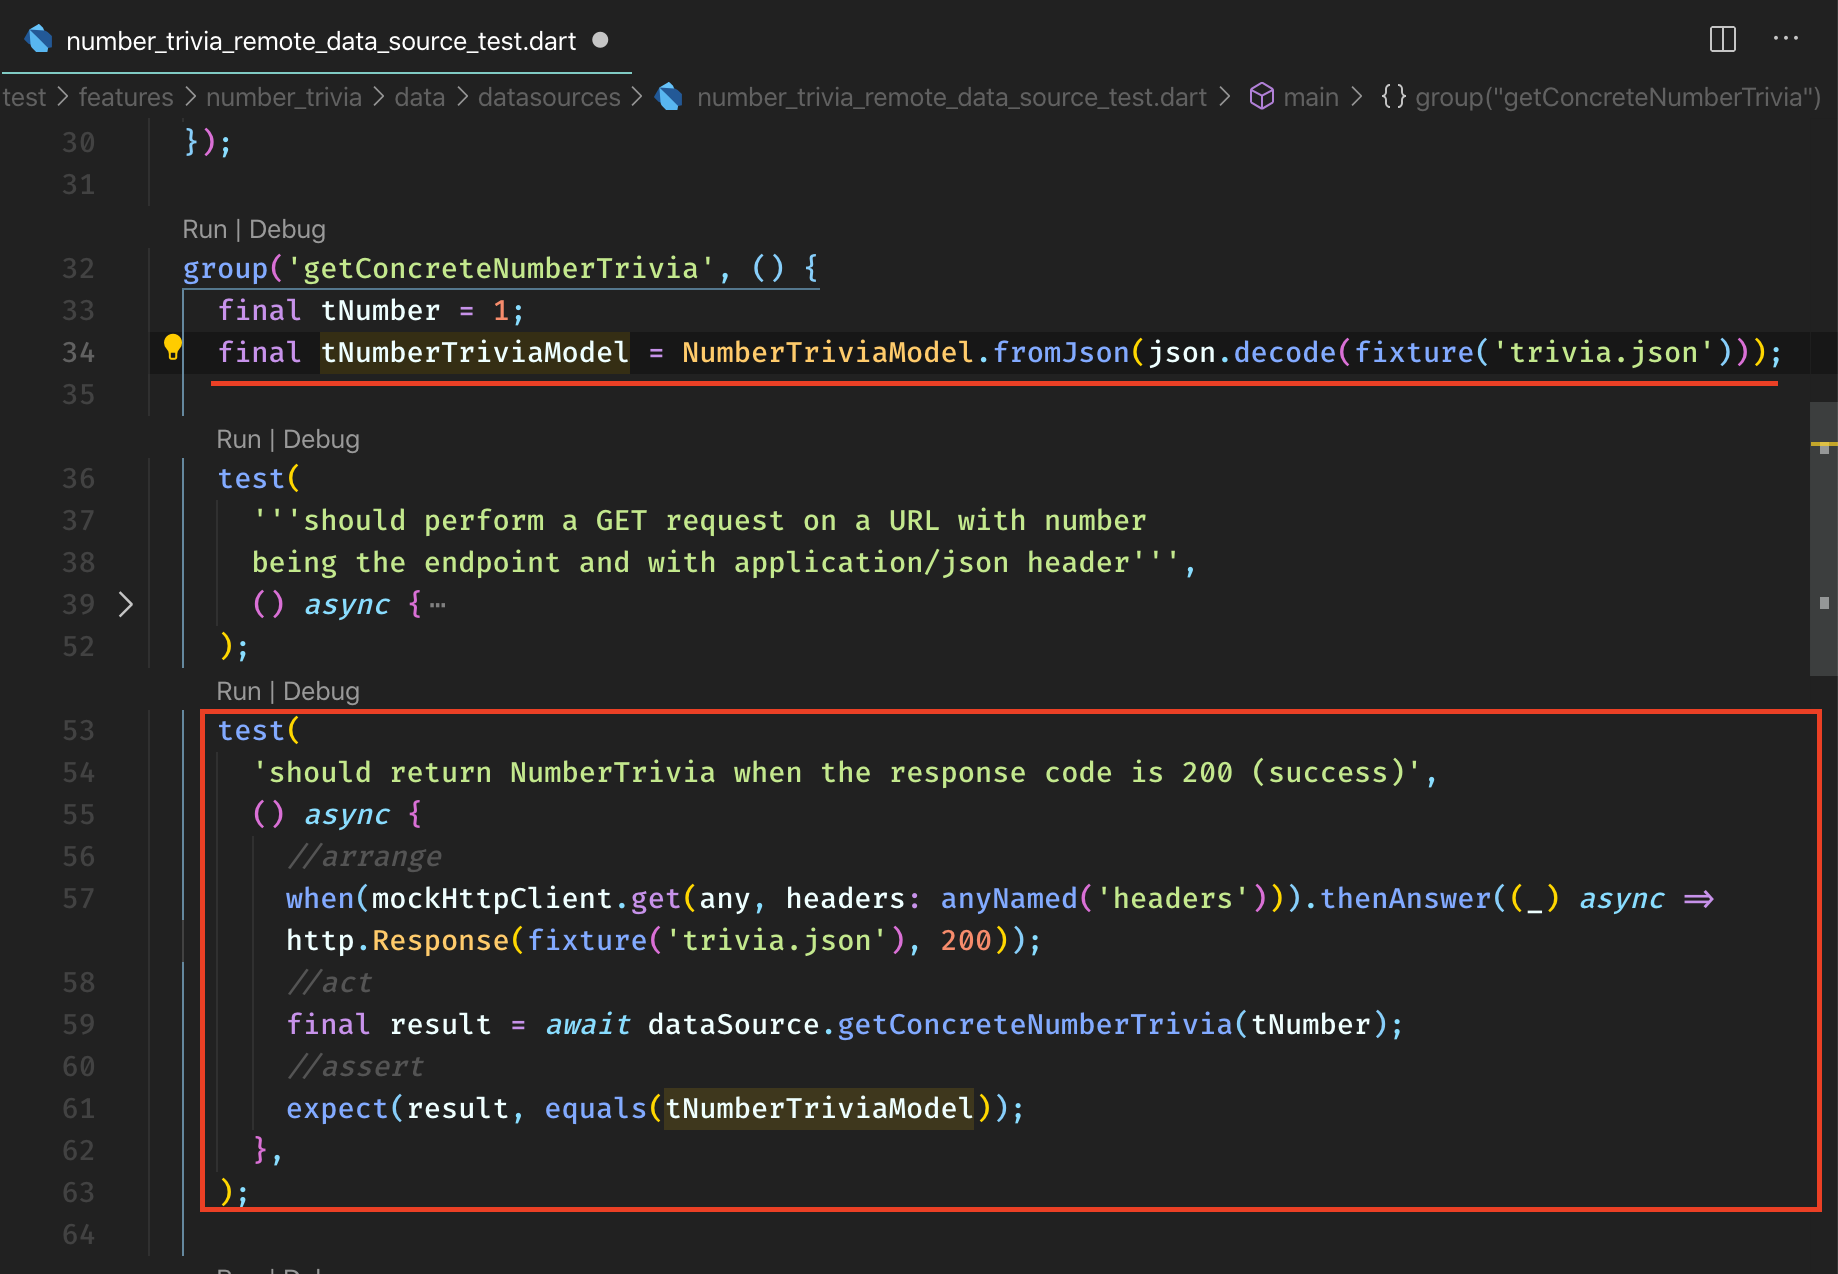 number_trivia_remote_data_source_test.dart
test > features > number_trivia > data > datasources > number_trivia_remote_data_source_test.dart > main > {} group("getConcreteNumberTrivia")
30 });
31
Run | Debug
32 group('getConcreteNumberTrivia', () {
33 final tNumber = 1;
34 final tNumberTriviaModel = NumberTriviaModel.fromJson(json.decode(fixture('trivia.json')));
35
Run | Debug
36 test(
37 '''should perform a GET request on a URL with number
38 being the endpoint and with application/json header''',
39 () async {⋯
52 );
Run | Debug
53 test(
54 'should return NumberTrivia when the response code is 200 (success)',
55 () async {
56 //arrange
57 when(mockHttpClient.get(any, headers: anyNamed('headers'))).thenAnswer((_) async =>
http.Response(fixture('trivia.json'), 200));
58 //act
59 final result = await dataSource.getConcreteNumberTrivia(tNumber);
60 //assert
61 expect(result, equals(tNumberTriviaModel));
62 },
63 );
64